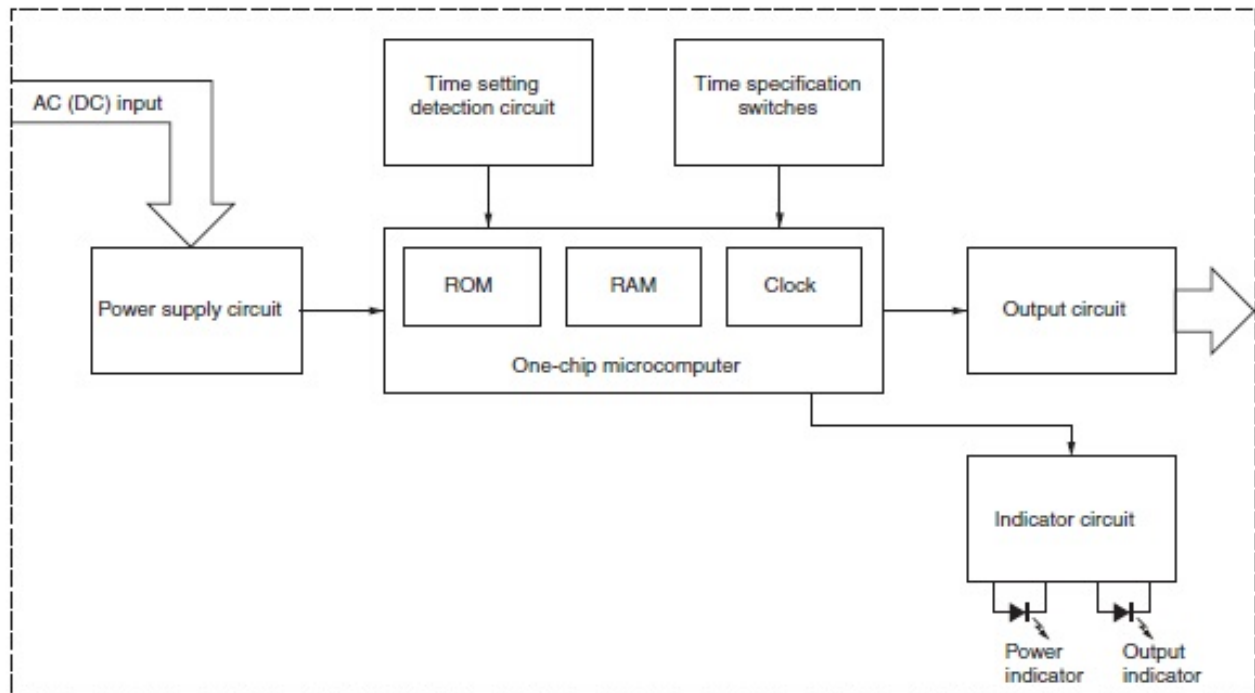 AC (DC) input
Time setting
detection circuit
Time specification
switches
Power supply circuit
ROM
RAM
Clock
One-chip microcomputer
Output circuit
Indicator circuit
Power
indicator
Output
indicator